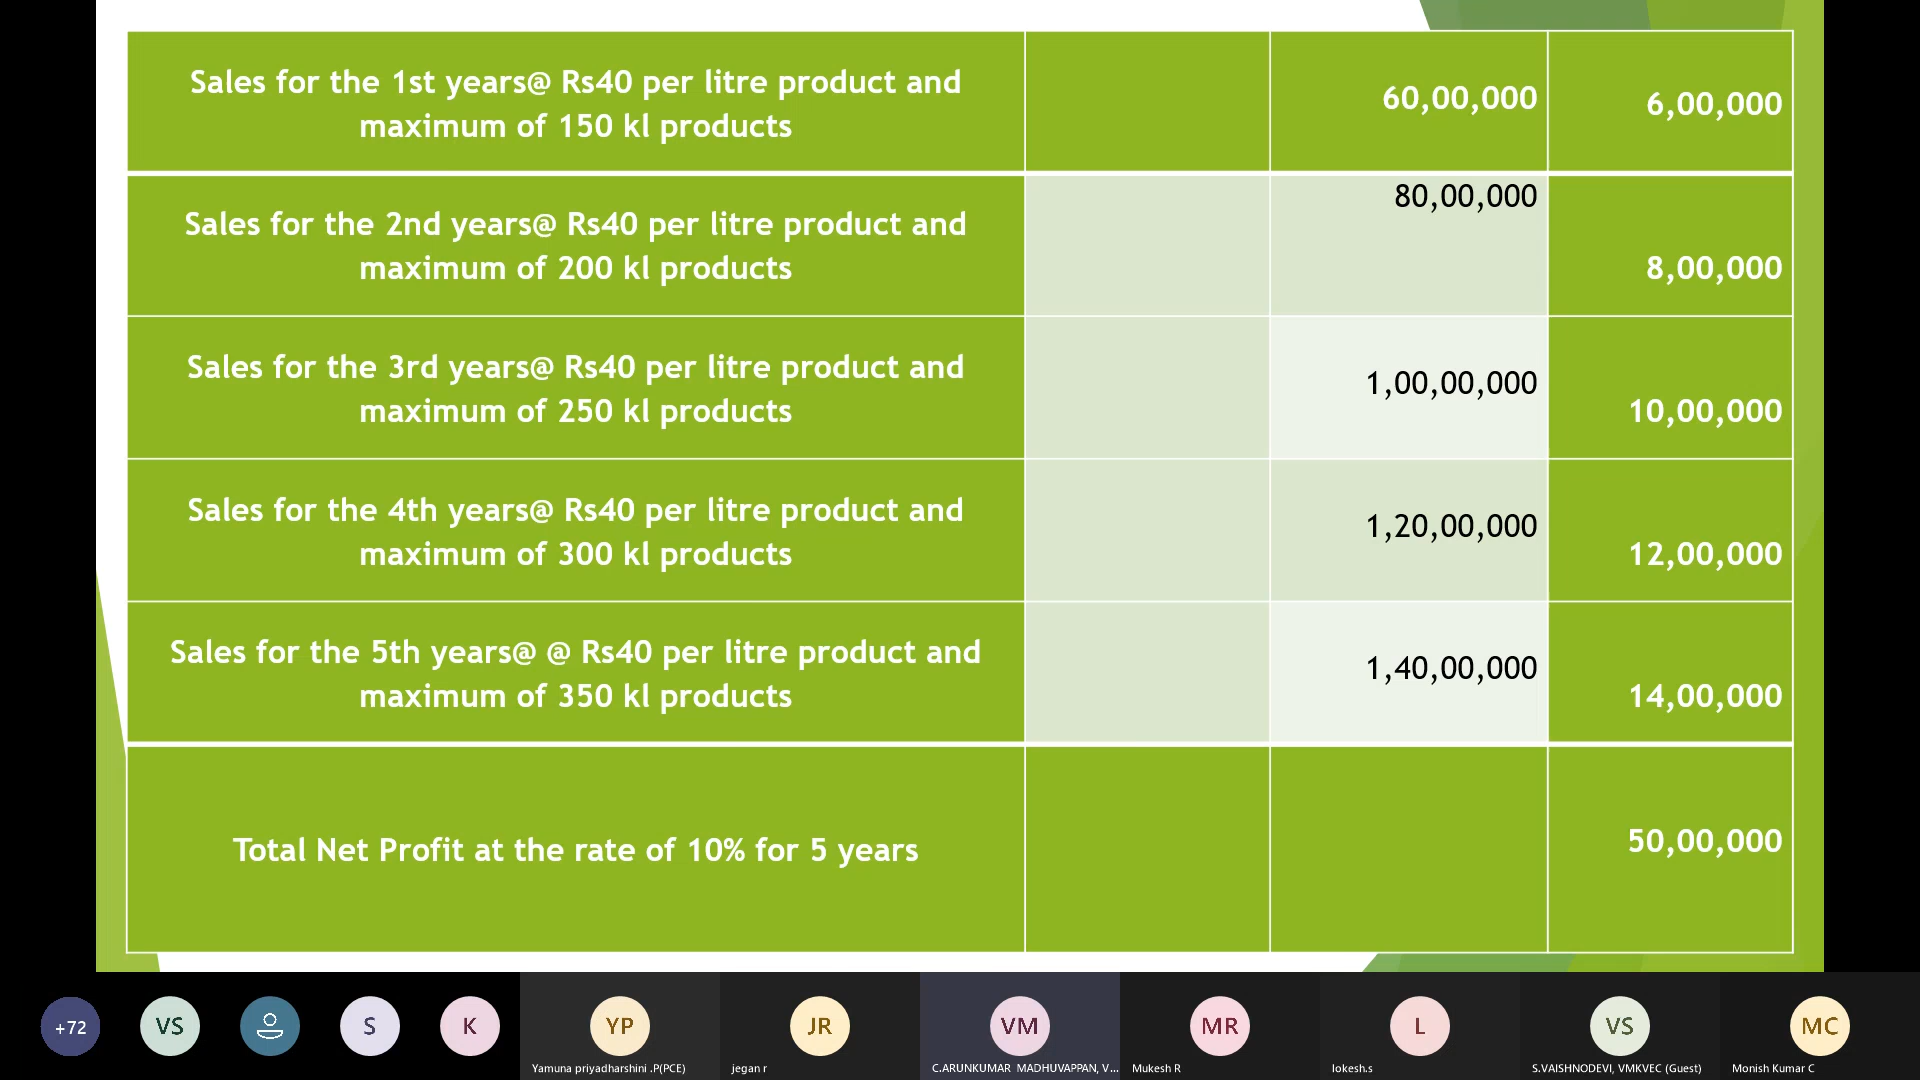 Sales for the 1st years@ Rs40 per litre product and
maximum of 150 kl products
60,00,000
6,00,000
Sales for the 2nd years@ Rs40 per litre product and
maximum of 200 kl products
80,00,000
8,00,000
Sales for the 3rd years@ Rs40 per litre product and
maximum of 250 kl products
1,00,00,000
10,00,000
Sales for the 4th years@ Rs40 per litre product and
maximum of 300 kl products
1,20,00,000
12,00,000
Sales for the 5th years@ @ Rs40 per litre product and
maximum of 350 kl products
1,40,00,000
14,00,000
Total Net Profit at the rate of 10% for 5 years
50,00,000
+72
VS
S
K
YP
JR
VM
MR
L
VS
MC
Yamuna priyadharshini .P(PCE)
jegan r
C.ARUNKUMAR MADHUVAPPAN, V...
Mukesh R
lokesh.s
S.VAISHNODEVI, VMKVEC (Guest)
Monish Kumar C